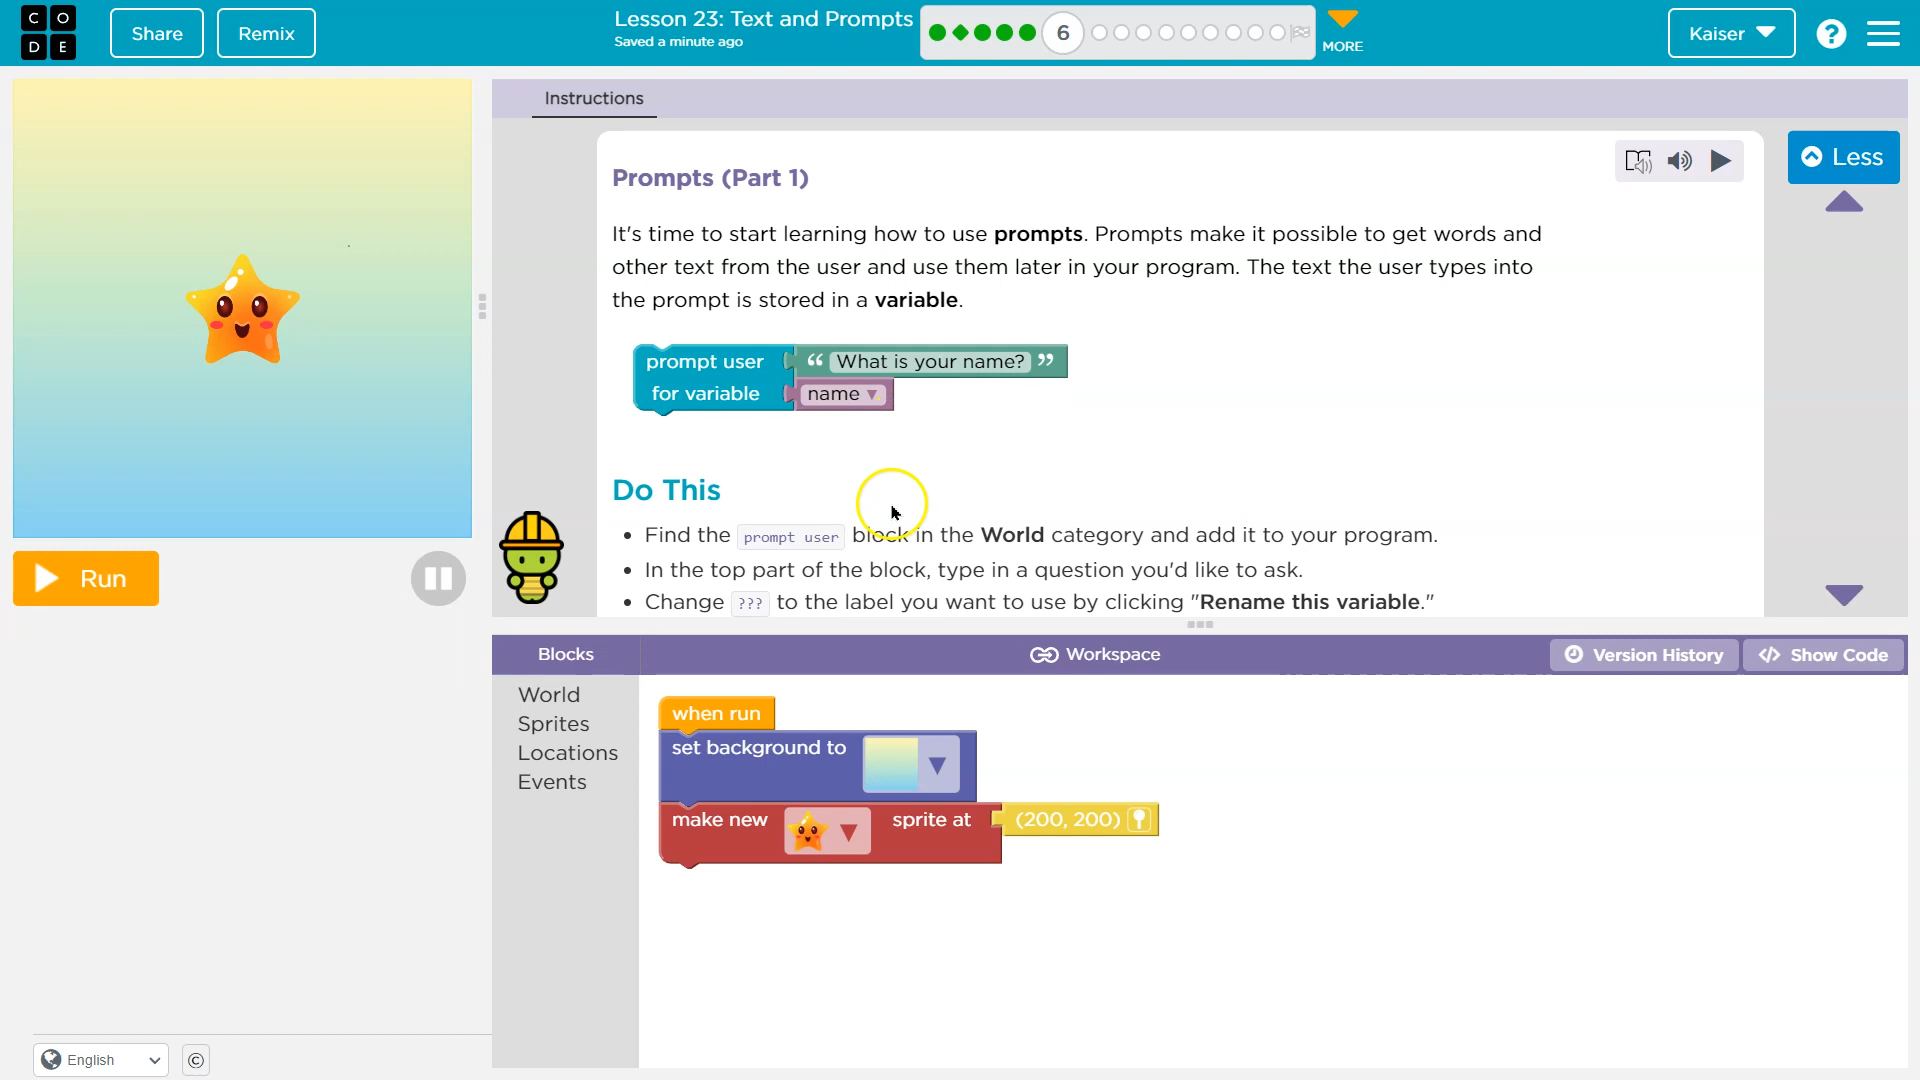 C O
D E
Share
Remix
Lesson 23: Text and Prompts
Saved a minute ago
6
MORE
Kaiser
?
Instructions
Less
Prompts (Part 1)
It's time to start learning how to use prompts. Prompts make it possible to get words and
other text from the user and use them later in your program. The text the user types into
the prompt is stored in a variable.
prompt user “ What is your name? ”
for variable name
Do This
• Find the prompt user block in the World category and add it to your program.
• In the top part of the block, type in a question you'd like to ask.
• Change ??? to the label you want to use by clicking "Rename this variable."
Run
Blocks
Workspace
Version History
</> Show Code
World
Sprites
Locations
Events
when run
set background to
make new sprite at (200, 200)
English
©